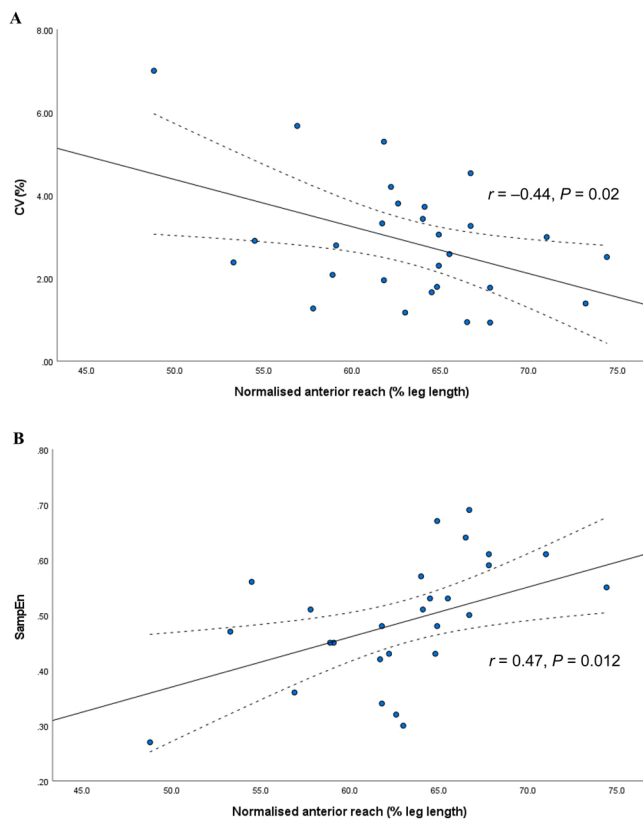 A
8.00
6.00
4.00
2.00
.00
CV (%)
r = –0.44, P = 0.02
45.0 50.0 55.0 60.0 65.0 70.0 75.0
Normalised anterior reach (% leg length)
B
.80
.70
.60
.50
.40
.30
.20
SampEn
r = 0.47, P = 0.012
45.0 50.0 55.0 60.0 65.0 70.0 75.0
Normalised anterior reach (% leg length)